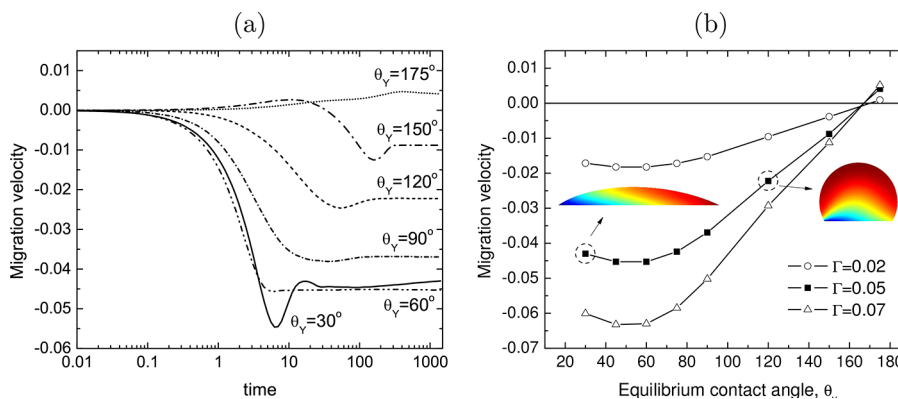 (a)
0.01
0.00
-0.01
-0.02
-0.03
-0.04
-0.05
-0.06
Migration velocity
0.01
0.1
1
10
100
1000
time
θY=175°
θY=150°
θY=120°
θY=90°
θY=60°
θY=30°
(b)
0.01
0.00
-0.01
-0.02
-0.03
-0.04
-0.05
-0.06
-0.07
Migration velocity
20
40
60
80
100
120
140
160
180
Equilibrium contact angle,
Γ=0.02
Γ=0.05
Γ=0.07